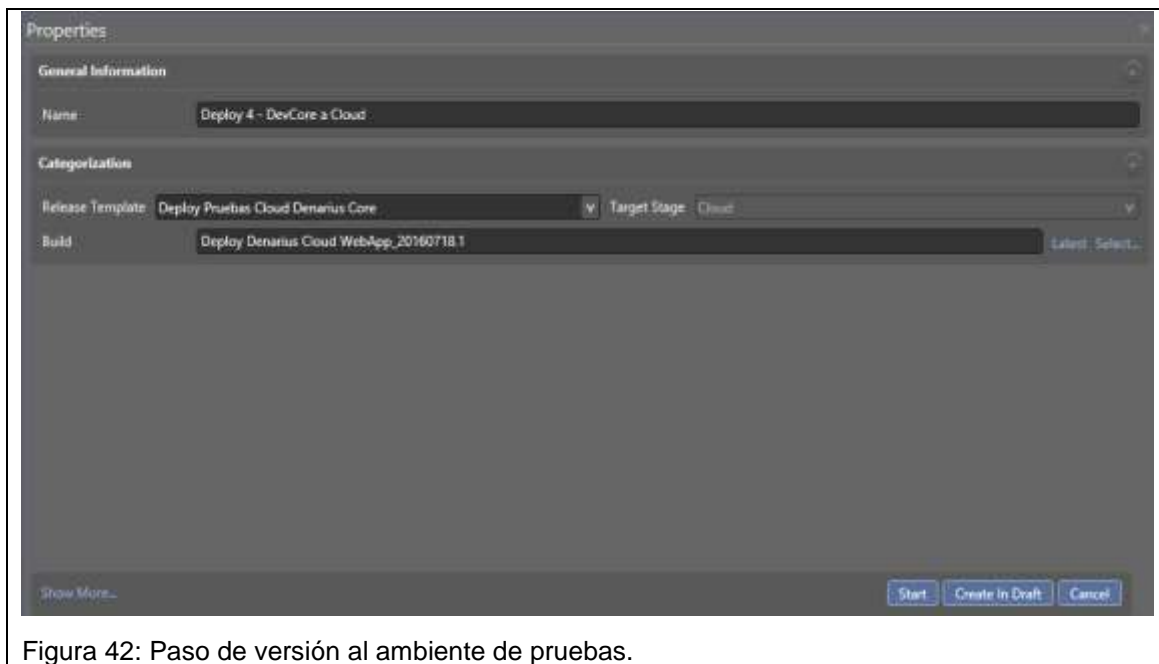 Properties
General Information
Name Deploy 4 - DevCore a Cloud
Categorization
Release Template Deploy Pruebas Cloud Denarius Core Target Stage Cloud
Build Deploy Denarius Cloud WebApp_20160718.1 Latest Select...
Show More... Start Create In Draft Cancel
Figura 42: Paso de versión al ambiente de pruebas.